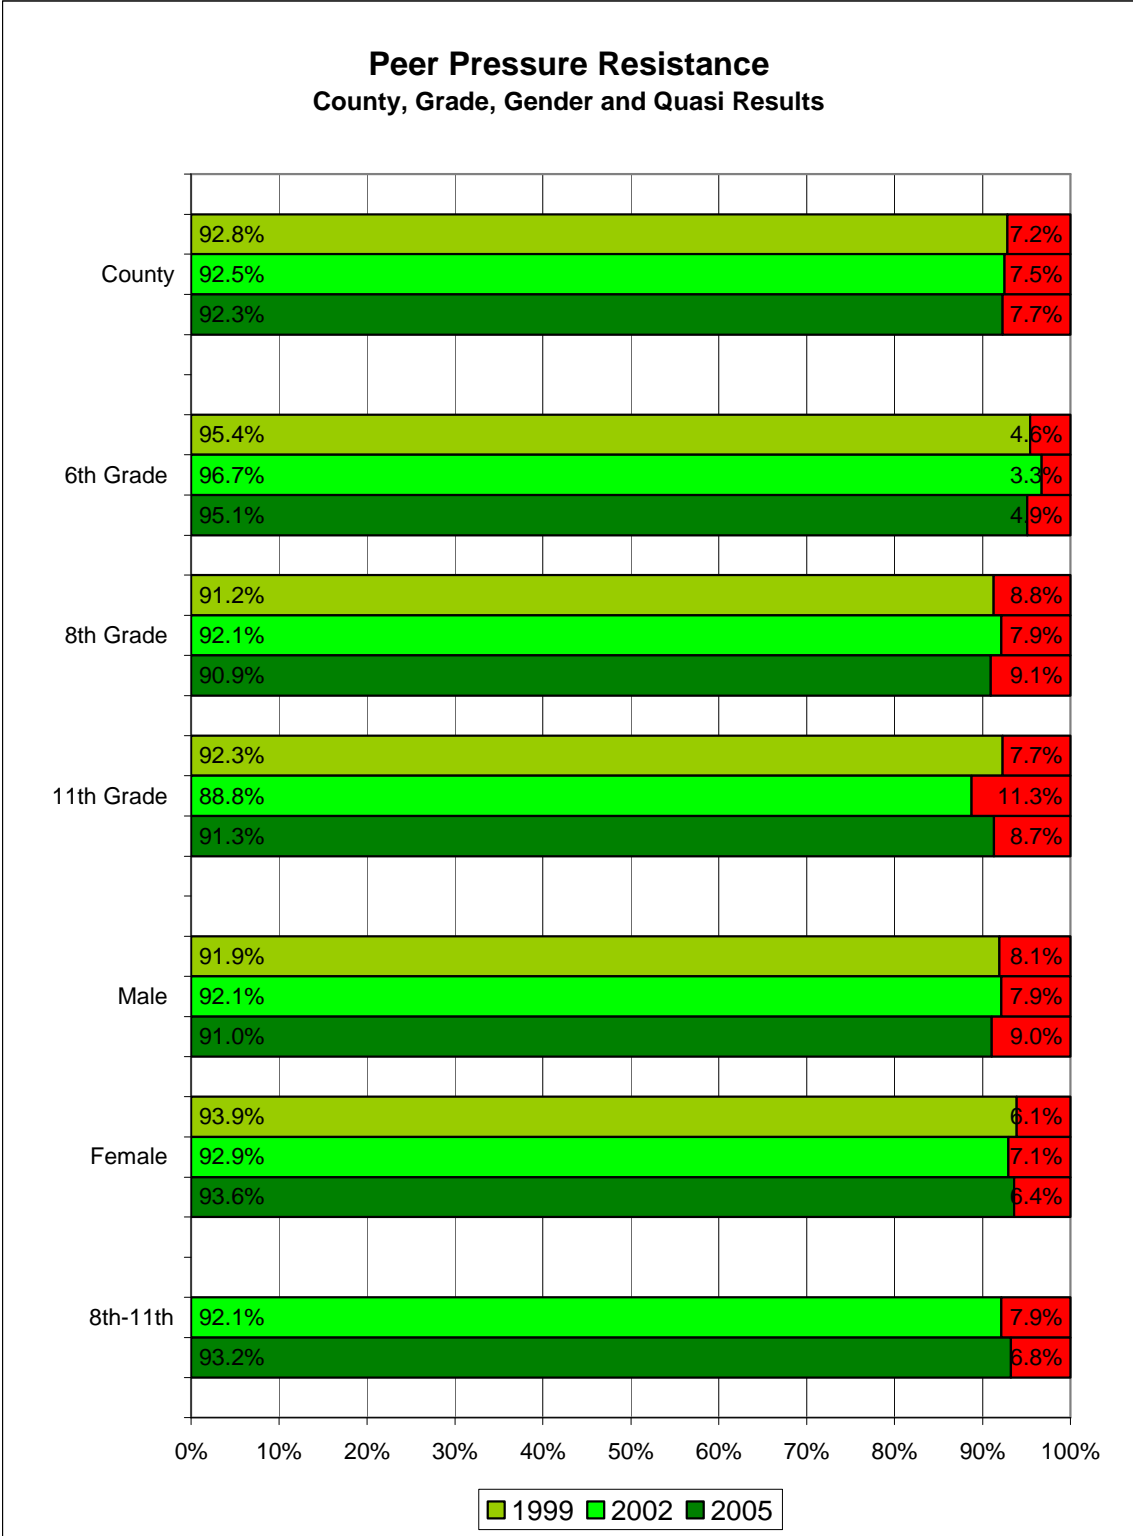 Peer Pressure Resistance
County, Grade, Gender and Quasi Results
92.8% 7.2%
County 92.5% 7.5%
92.3% 7.7%
95.4% 4.6%
6th Grade 96.7% 3.3%
95.1% 4.9%
91.2% 8.8%
8th Grade 92.1% 7.9%
90.9% 9.1%
92.3% 7.7%
11th Grade 88.8% 11.3%
91.3% 8.7%
91.9% 8.1%
Male 92.1% 7.9%
91.0% 9.0%
93.9% 6.1%
Female 92.9% 7.1%
93.6% 6.4%
8th-11th 92.1% 7.9%
93.2% 6.8%
0% 10% 20% 30% 40% 50% 60% 70% 80% 90% 100%
1999 2002 2005